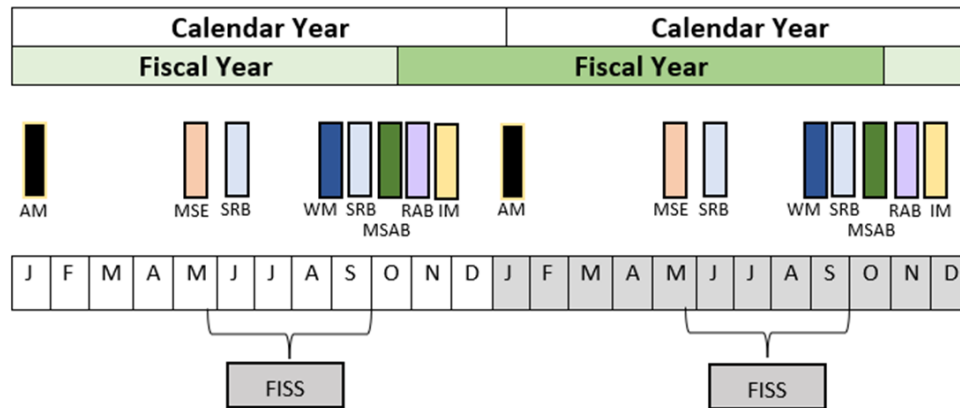 Calendar Year Calendar Year
Fiscal Year Fiscal Year
AM MSE SRB WM SRB RAB IM AM MSE SRB WM SRB RAB IM
MSAB MSAB
J F M A M J J A S O N D J F M A M J J A S O N D
FISS FISS